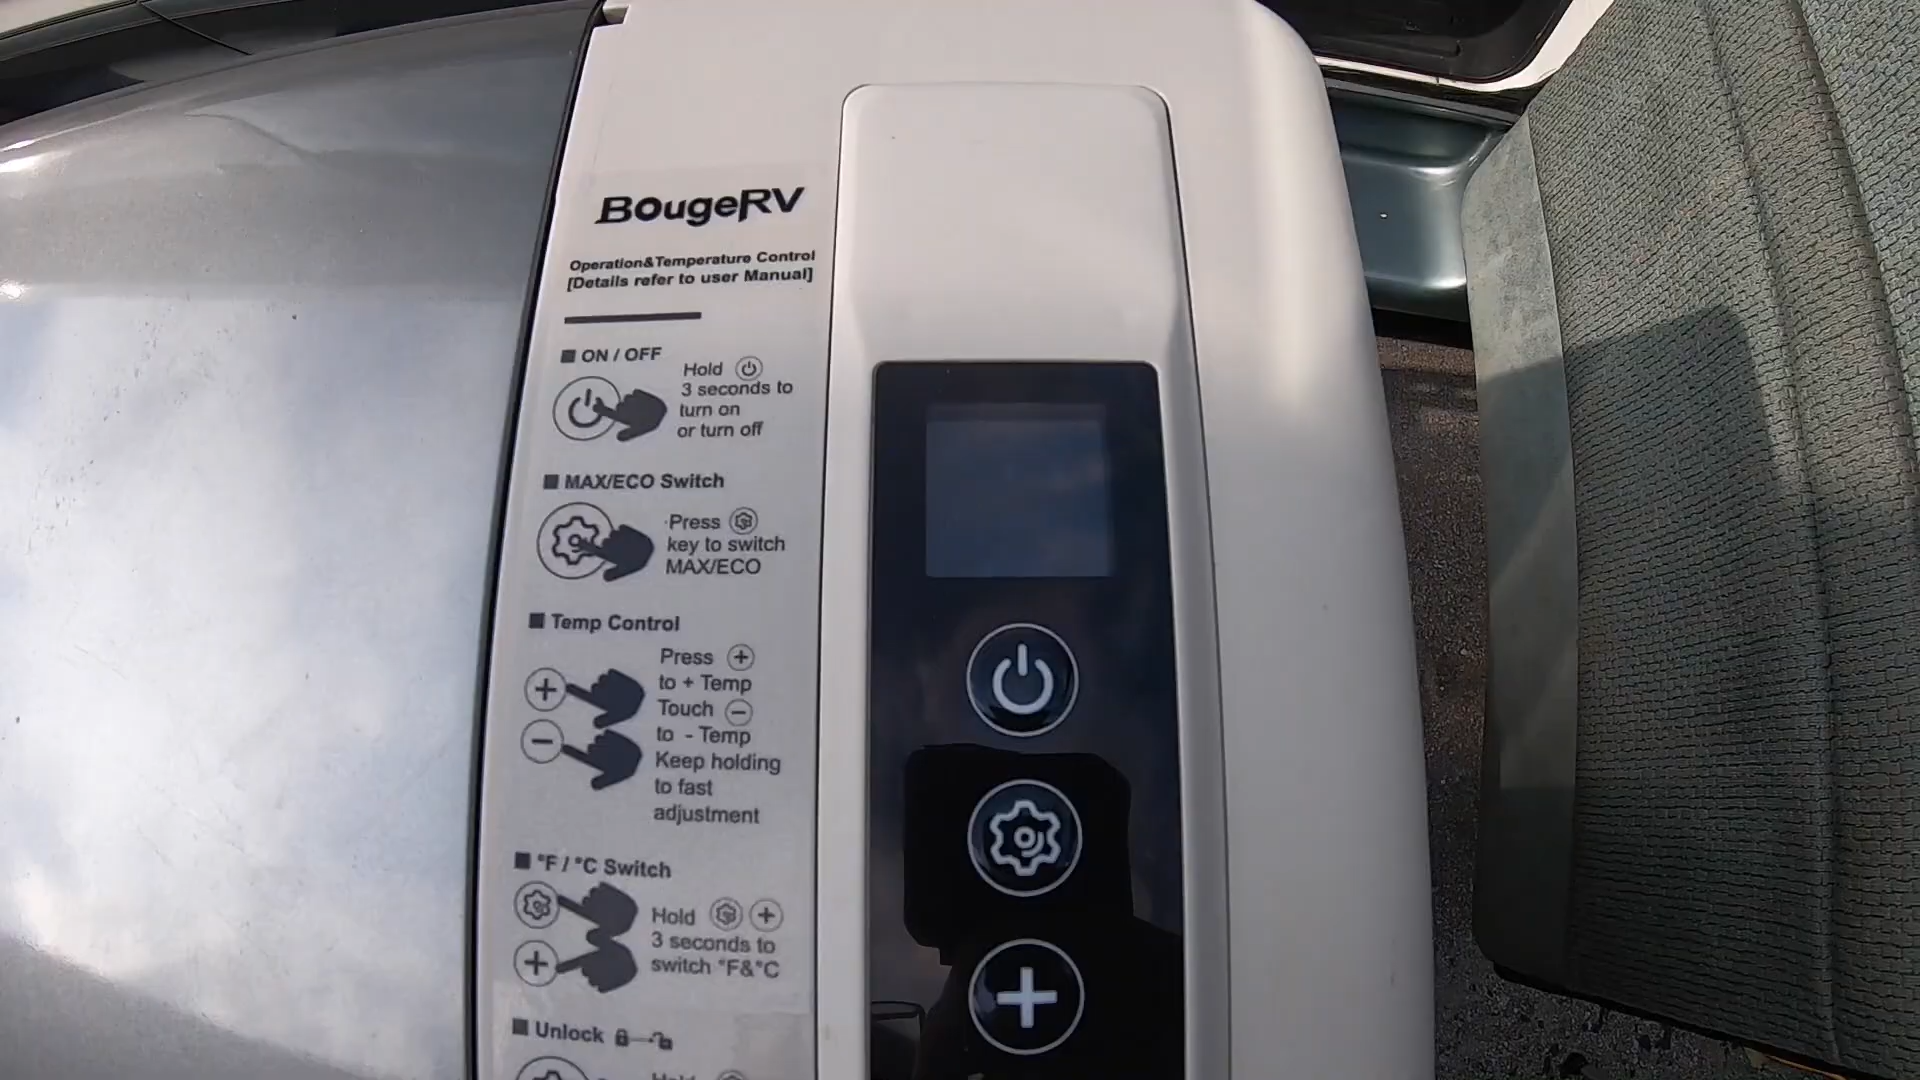 BougeRV
Operation&Temperature Control
[Details refer to user Manual]
ON / OFF
Hold
3 seconds to
turn on
or turn off
MAX/ECO Switch
Press
key to switch
MAX/ECO
Temp Control
Press +
to + Temp
Touch −
to - Temp
Keep holding
to fast
adjustment
°F / °C Switch
Hold +
3 seconds to
switch °F&°C
Unlock